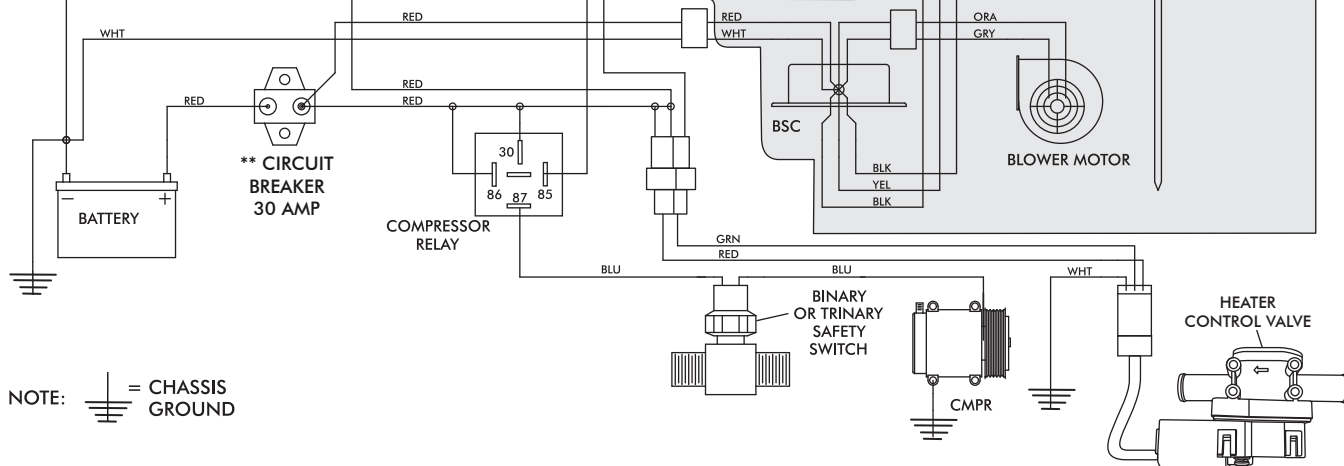 RED
RED
ORA
WHT
WHT
GRY
RED
RED
RED
BSC
BLOWER MOTOR
** CIRCUIT
BREAKER
30 AMP
30
86
87
85
BLK
YEL
BLK
−
+
BATTERY
COMPRESSOR
RELAY
GRN
RED
BLU
BLU
WHT
BINARY
OR TRINARY
SAFETY
SWITCH
HEATER
CONTROL VALVE
CMPR
NOTE:
= CHASSIS
GROUND